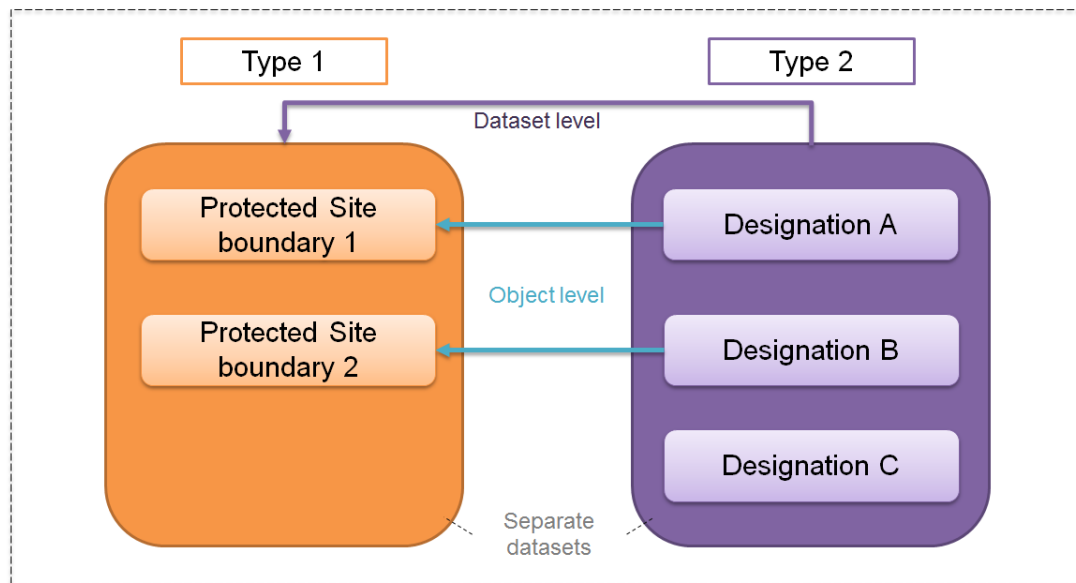 Type 1
Type 2
Dataset level
Protected Site
boundary 1
Designation A
Object level
Protected Site
boundary 2
Designation B
Designation C
Separate
datasets